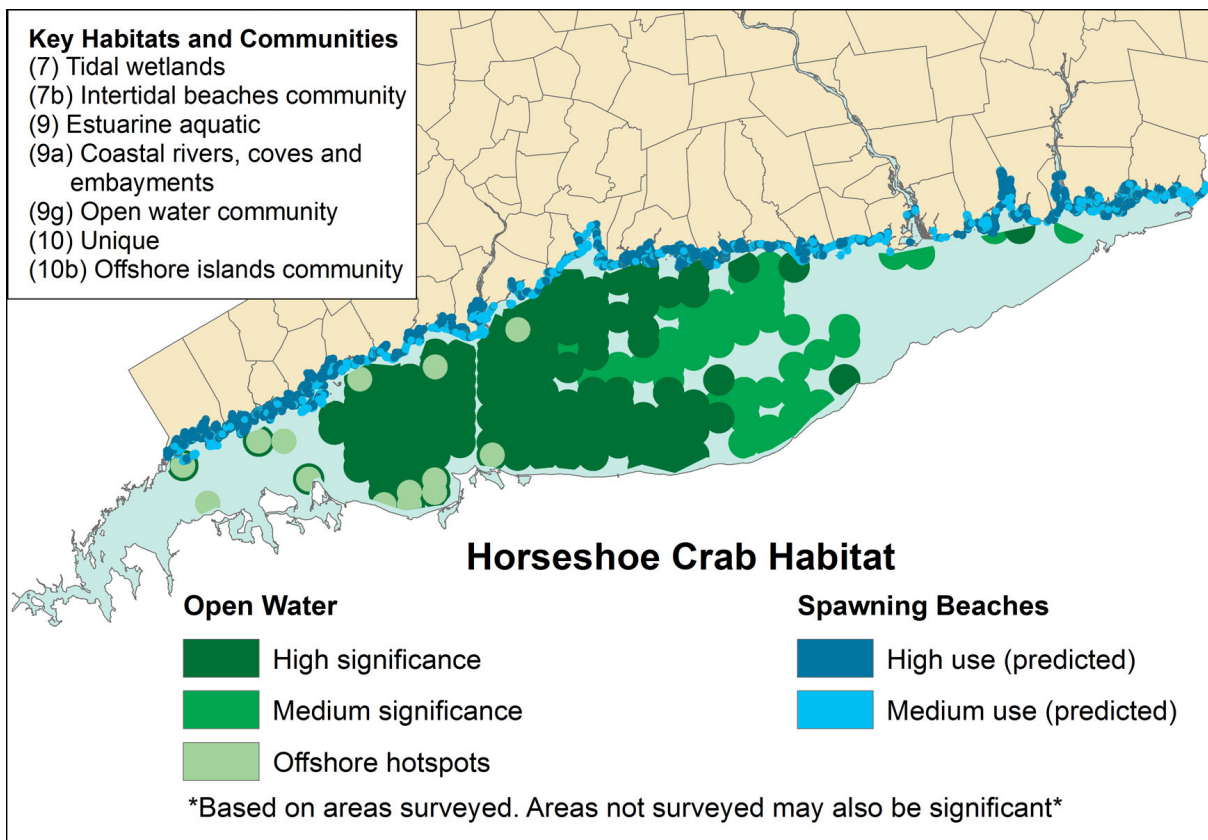 Key Habitats and Communities
(7) Tidal wetlands
(7b) Intertidal beaches community
(9) Estuarine aquatic
(9a) Coastal rivers, coves and
embayments
(9g) Open water community
(10) Unique
(10b) Offshore islands community
Horseshoe Crab Habitat
Open Water
High significance
Medium significance
Offshore hotspots
Spawning Beaches
High use (predicted)
Medium use (predicted)
*Based on areas surveyed. Areas not surveyed may also be significant*